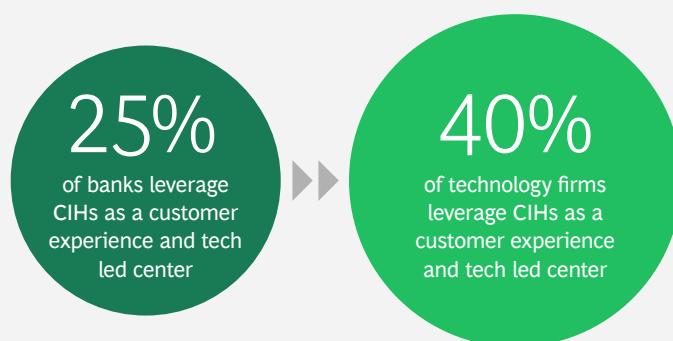 25%
of banks leverage
CIHs as a customer
experience and tech
led center
40%
of technology firms
leverage CIHs as a
customer experience
and tech led center